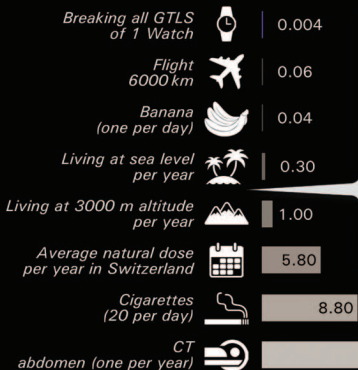 Breaking all GTLS
of 1 Watch
0.004
Flight
6000 km
0.06
Banana
(one per day)
0.04
Living at sea level
per year
0.30
Living at 3000 m altitude
per year
1.00
Average natural dose
per year in Switzerland
5.80
Cigarettes
(20 per day)
8.80
CT
abdomen (one per year)